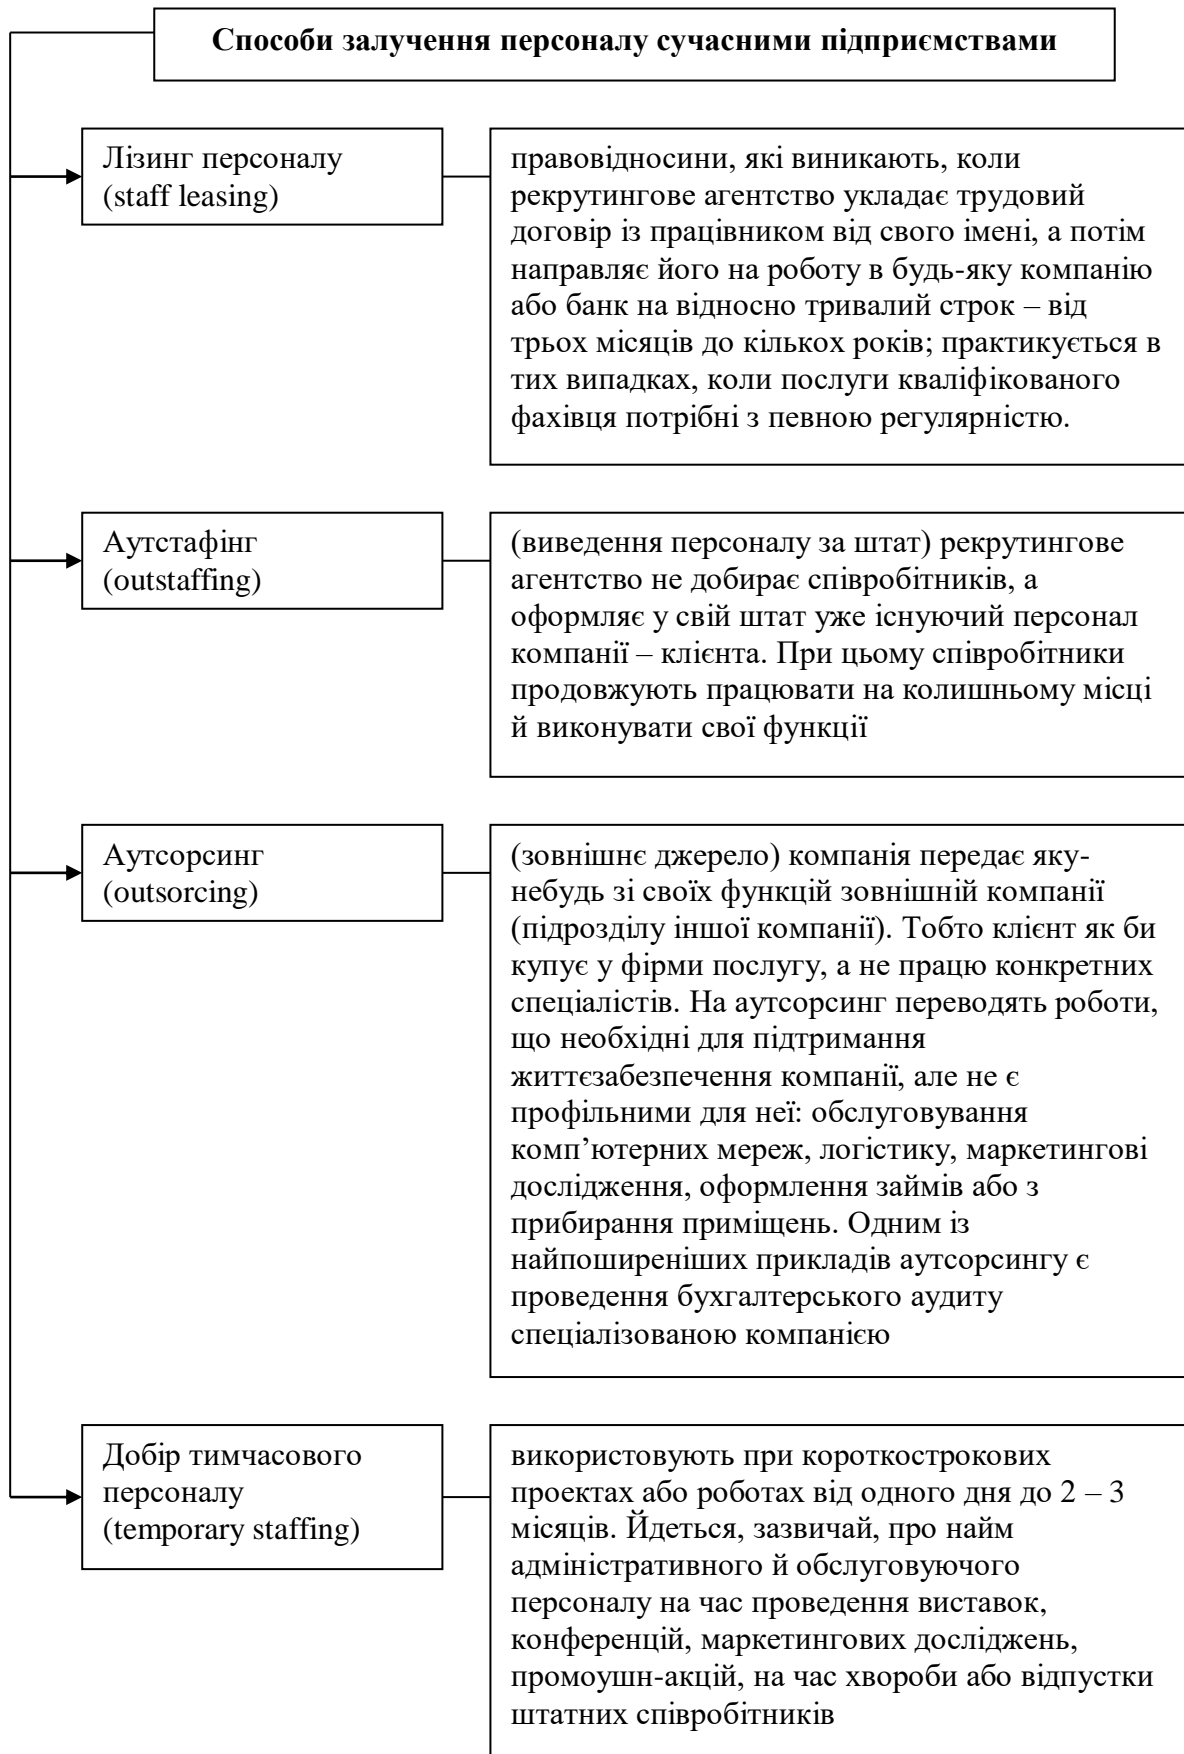 Способи залучення персоналу сучасними підприємствами
Лізинг персоналу
(staff leasing)
правовідносини, які виникають, коли
рекрутингове агентство укладає трудовий
договір із працівником від свого імені, а потім
направляє його на роботу в будь-яку компанію
або банк на відносно тривалий строк – від
трьох місяців до кількох років; практикується в
тих випадках, коли послуги кваліфікованого
фахівця потрібні з певною регулярністю.
Аутстафінг
(outstaffing)
(виведення персоналу за штат) рекрутингове
агентство не добирає співробітників, а
оформляє у свій штат уже існуючий персонал
компанії – клієнта. При цьому співробітники
продовжують працювати на колишньому місці
й виконувати свої функції
Аутсорсинг
(outsorcing)
(зовнішнє джерело) компанія передає яку-
небудь зі своїх функцій зовнішній компанії
(підрозділу іншої компанії). Тобто клієнт як би
купує у фірми послугу, а не працю конкретних
спеціалістів. На аутсорсинг переводять роботи,
що необхідні для підтримання
життєзабезпечення компанії, але не є
профільними для неї: обслуговування
комп’ютерних мереж, логістику, маркетингові
дослідження, оформлення займів або з
прибирання приміщень. Одним із
найпоширеніших прикладів аутсорсингу є
проведення бухгалтерського аудиту
спеціалізованою компанією
Добір тимчасового
персоналу
(temporary staffing)
використовують при короткострокових
проектах або роботах від одного дня до 2 – 3
місяців. Йдеться, зазвичай, про найм
адміністративного й обслуговуючого
персоналу на час проведення виставок,
конференцій, маркетингових досліджень,
промоушн-акцій, на час хвороби або відпустки
штатних співробітників